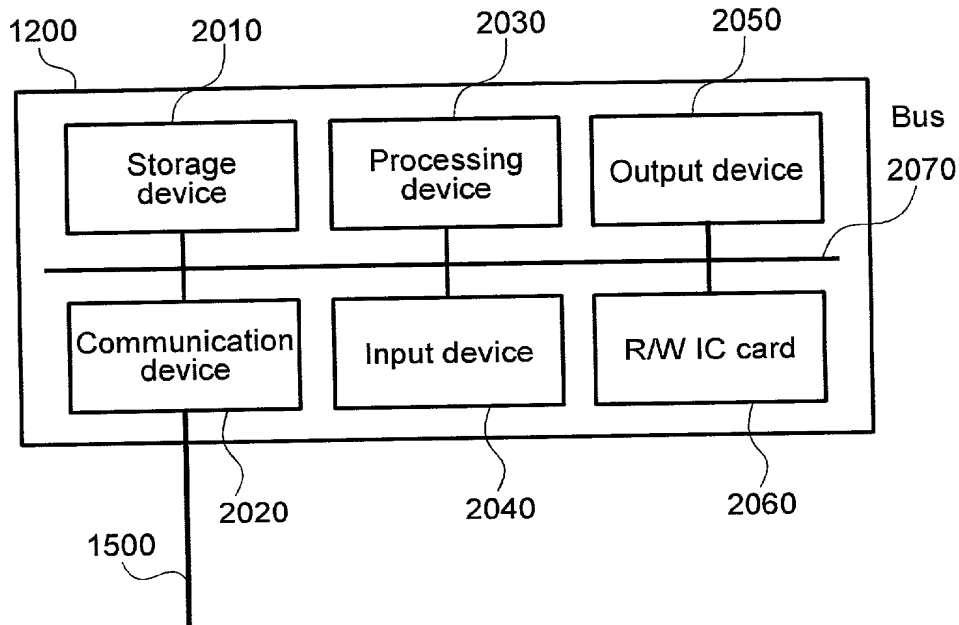 1200
2010
2030
2050
Storage
device
Processing
device
Output device
Bus
2070
Communication
device
Input device
R/W IC card
2020
2040
2060
1500